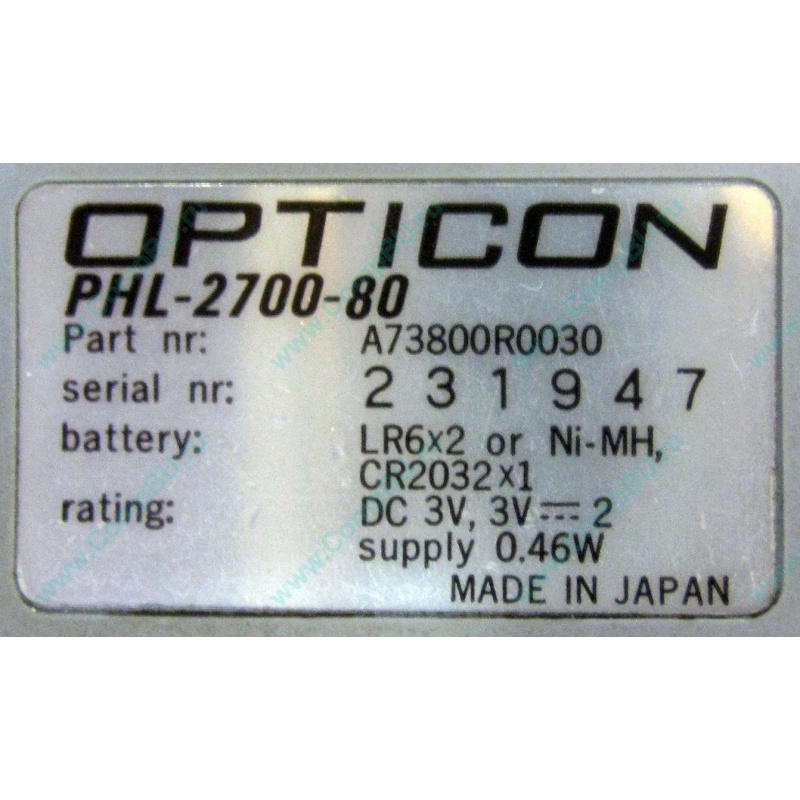 OPTICON
PHL-2700-80
Part nr: A73800R0030
serial nr: 231947
battery: LR6x2 or Ni-MH,
CR2032x1
rating: DC 3V, 3V⎓2
supply 0.46W
MADE IN JAPAN